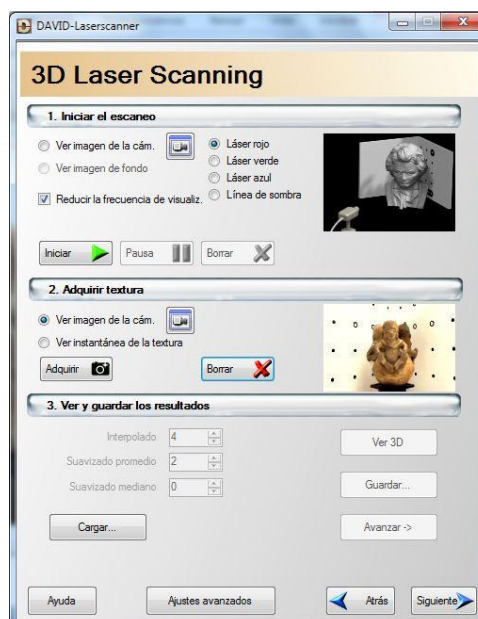 DAVID-Laserscanner
3D Laser Scanning
1. Iniciar el escaneo
Ver imagen de la cám.
Láser rojo
Ver imagen de fondo
Láser verde
Láser azul
Reducir la frecuencia de visualiz.
Línea de sombra
Iniciar Pausa Borrar
2. Adquirir textura
Ver imagen de la cám.
Ver instantánea de la textura
Adquirir Borrar
3. Ver y guardar los resultados
Interpolado 4 Ver 3D
Suavizado promedio 2
Suavizado mediano 0 Guardar...
Cargar... Avanzar ->
Ayuda Ajustes avanzados Atrás Siguiente